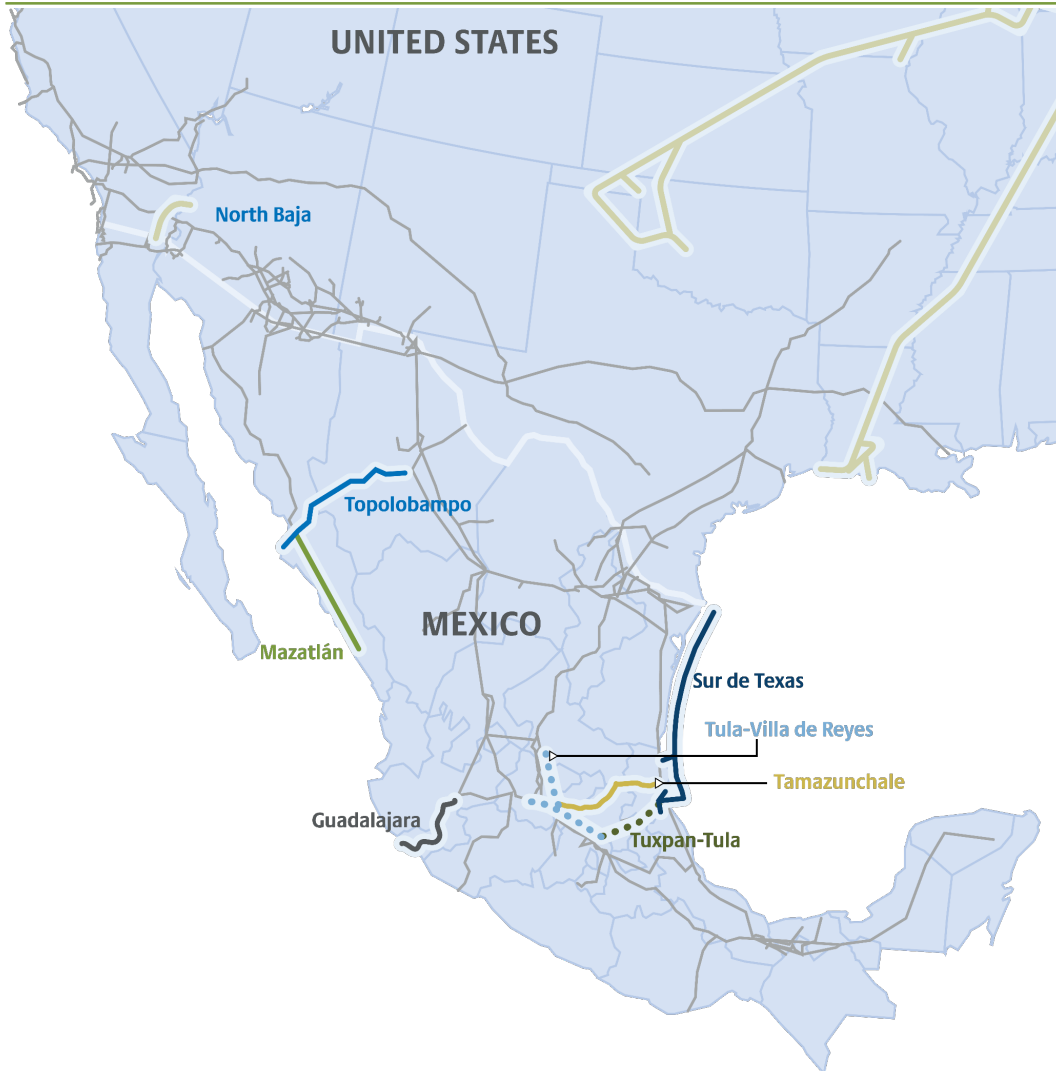 UNITED STATES
North Baja
Topolobampo
MEXICO
Mazatlán
Sur de Texas
Tula-Villa de Reyes
Tamazunchale
Guadalajara
Tuxpan-Tula